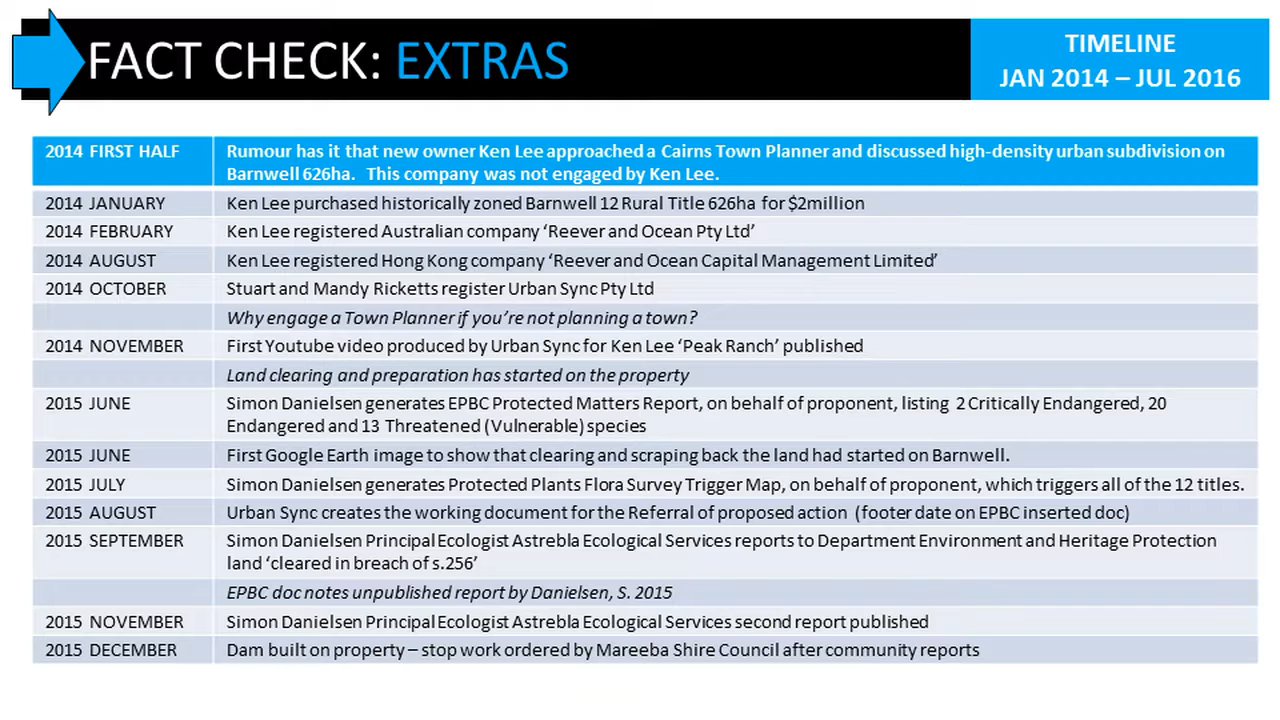 FACT CHECK: EXTRAS
TIMELINE
JAN 2014 – JUL 2016
2014 FIRST HALF Rumour has it that new owner Ken Lee approached a Cairns Town Planner and discussed high-density urban subdivision on
Barnwell 626ha. This company was not engaged by Ken Lee.
2014 JANUARY Ken Lee purchased historically zoned Barnwell 12 Rural Title 626ha for $2million
2014 FEBRUARY Ken Lee registered Australian company ‘Reever and Ocean Pty Ltd’
2014 AUGUST Ken Lee registered Hong Kong company ‘Reever and Ocean Capital Management Limited’
2014 OCTOBER Stuart and Mandy Ricketts register Urban Sync Pty Ltd
Why engage a Town Planner if you’re not planning a town?
2014 NOVEMBER First Youtube video produced by Urban Sync for Ken Lee ‘Peak Ranch’ published
Land clearing and preparation has started on the property
2015 JUNE Simon Danielsen generates EPBC Protected Matters Report, on behalf of proponent, listing 2 Critically Endangered, 20
Endangered and 13 Threatened (Vulnerable) species
2015 JUNE First Google Earth image to show that clearing and scraping back the land had started on Barnwell.
2015 JULY Simon Danielsen generates Protected Plants Flora Survey Trigger Map, on behalf of proponent, which triggers all of the 12 titles.
2015 AUGUST Urban Sync creates the working document for the Referral of proposed action (footer date on EPBC inserted doc)
2015 SEPTEMBER Simon Danielsen Principal Ecologist Astrebla Ecological Services reports to Department Environment and Heritage Protection
land ‘cleared in breach of s.256’
EPBC doc notes unpublished report by Danielsen, S. 2015
2015 NOVEMBER Simon Danielsen Principal Ecologist Astrebla Ecological Services second report published
2015 DECEMBER Dam built on property – stop work ordered by Mareeba Shire Council after community reports